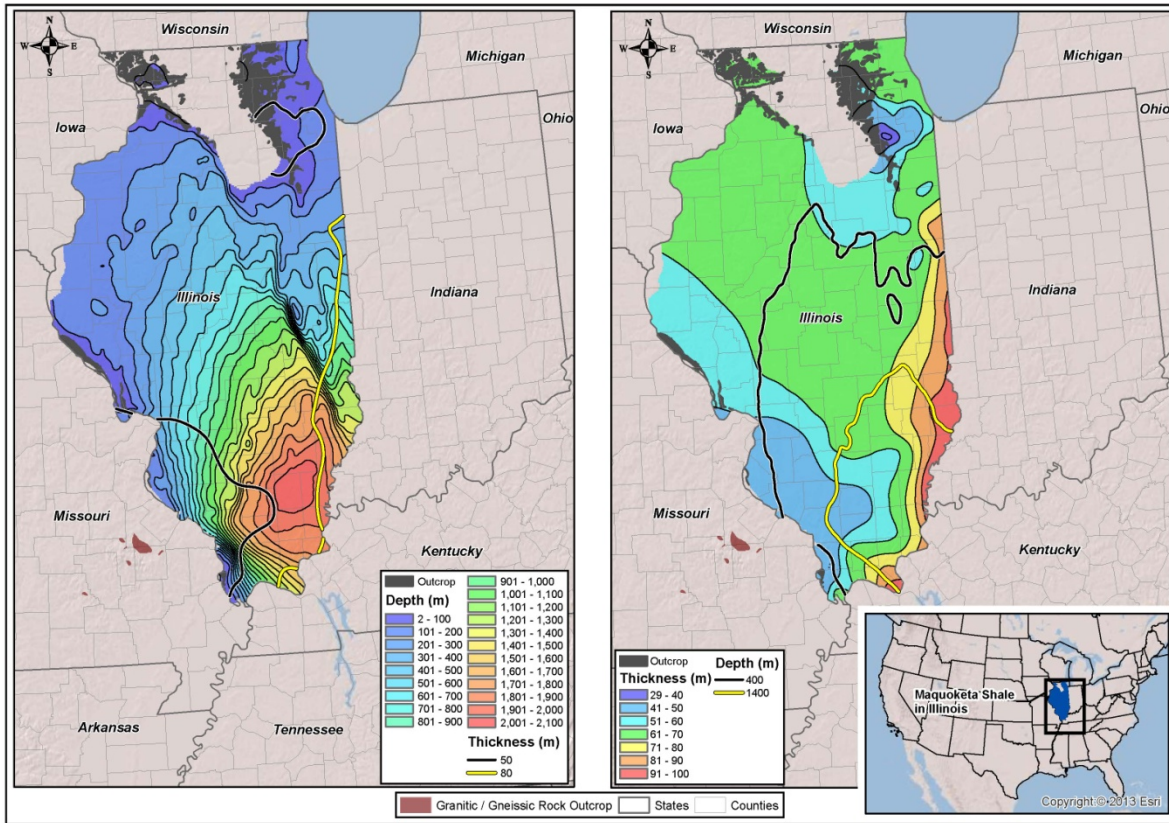 Wisconsin
Michigan
Iowa
Ohio
Illinois
Indiana
Missouri
Kentucky
Arkansas
Tennessee
N
W E
S
Outcrop
Depth (m)
2 - 100
101 - 200
201 - 300
301 - 400
401 - 500
501 - 600
601 - 700
701 - 800
801 - 900
901 - 1,000
1,001 - 1,100
1,101 - 1,200
1,201 - 1,300
1,301 - 1,400
1,401 - 1,500
1,501 - 1,600
1,601 - 1,700
1,701 - 1,800
1,801 - 1,900
1,901 - 2,000
2,001 - 2,100
Thickness (m)
50
80
N
W E
S
Wisconsin
Michigan
Iowa
Ohio
Illinois
Indiana
Missouri
Kentucky
Outcrop
Thickness (m)
29 - 40
41 - 50
51 - 60
61 - 70
71 - 80
81 - 90
91 - 100
Depth (m)
400
1400
Maquoketa Shale
in Illinois
Copyright:© 2013 Esri
Granitic / Gneissic Rock Outcrop
States
Counties